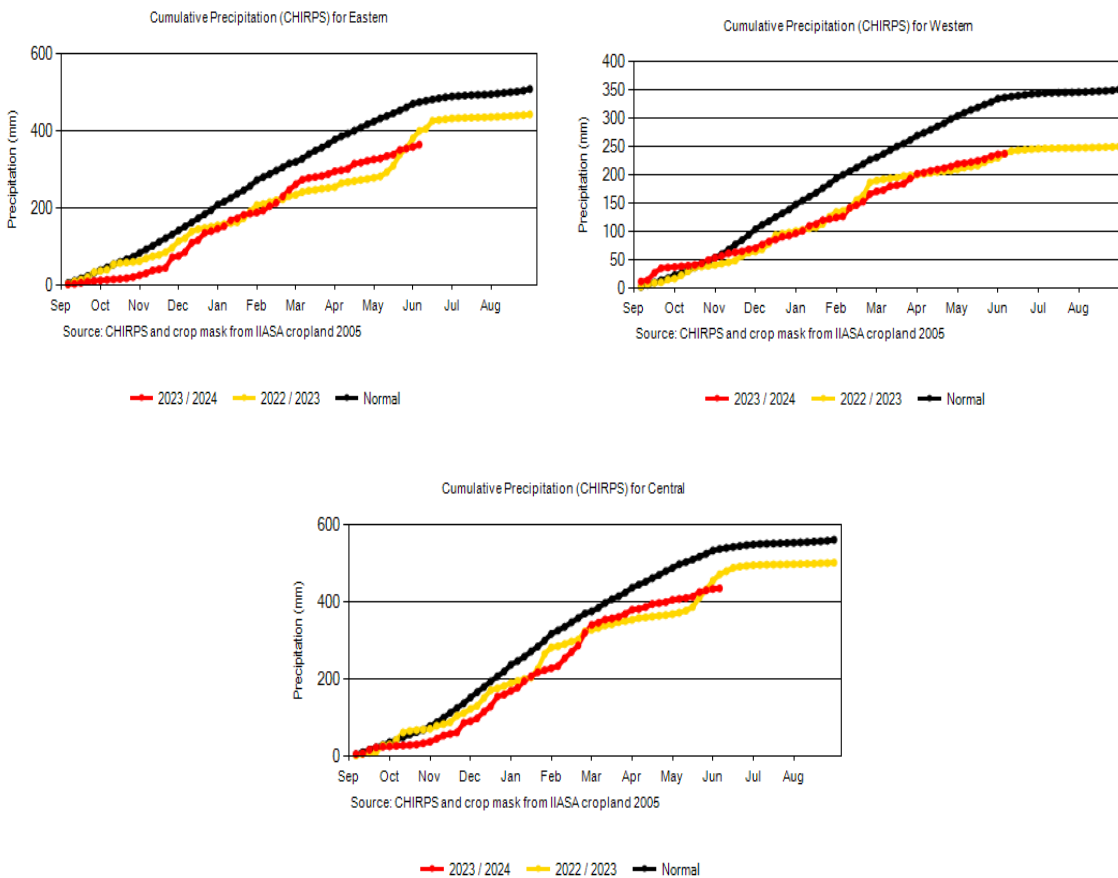 Cumulative Precipitation (CHIRPS) for Eastern
600
400
200
0
Precipitation (mm)
Sep Oct Nov Dec Jan Feb Mar Apr May Jun Jul Aug
Source: CHIRPS and crop mask from IIASA cropland 2005
2023 / 2024 2022 / 2023 Normal
Cumulative Precipitation (CHIRPS) for Western
400
350
300
250
200
150
100
50
0
Precipitation (mm)
Sep Oct Nov Dec Jan Feb Mar Apr May Jun Jul Aug
Source: CHIRPS and crop mask from IIASA cropland 2005
2023 / 2024 2022 / 2023 Normal
Cumulative Precipitation (CHIRPS) for Central
600
400
200
0
Precipitation (mm)
Sep Oct Nov Dec Jan Feb Mar Apr May Jun Jul Aug
Source: CHIRPS and crop mask from IIASA cropland 2005
2023 / 2024 2022 / 2023 Normal